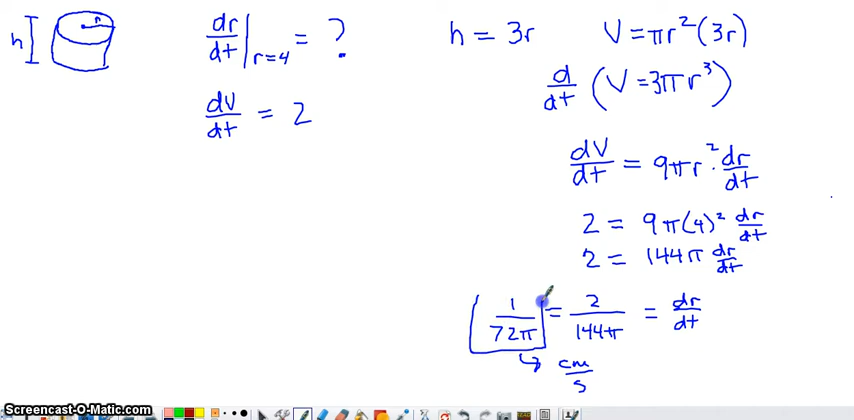 h
r
dr/dt | r=4 = ?
dV/dt = 2
h = 3r
V = πr²(3r)
d/dt (V = 3πr³)
dV/dt = 9πr² · dr/dt
2 = 9π(4)² dr/dt
2 = 144π dr/dt
1/72π = 2/144π = dr/dt
cm/s
Screencast-O-Matic.com